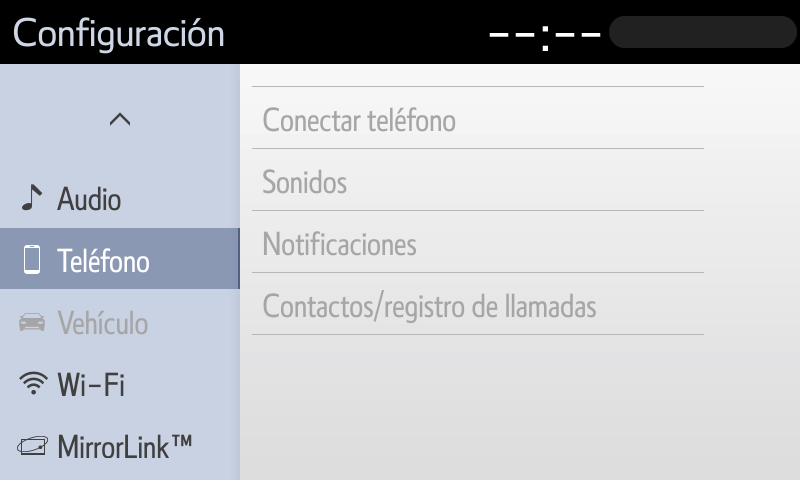 Configuración
--:--
Audio
Teléfono
Vehículo
Wi-Fi
MirrorLink™
Conectar teléfono
Sonidos
Notificaciones
Contactos/registro de llamadas